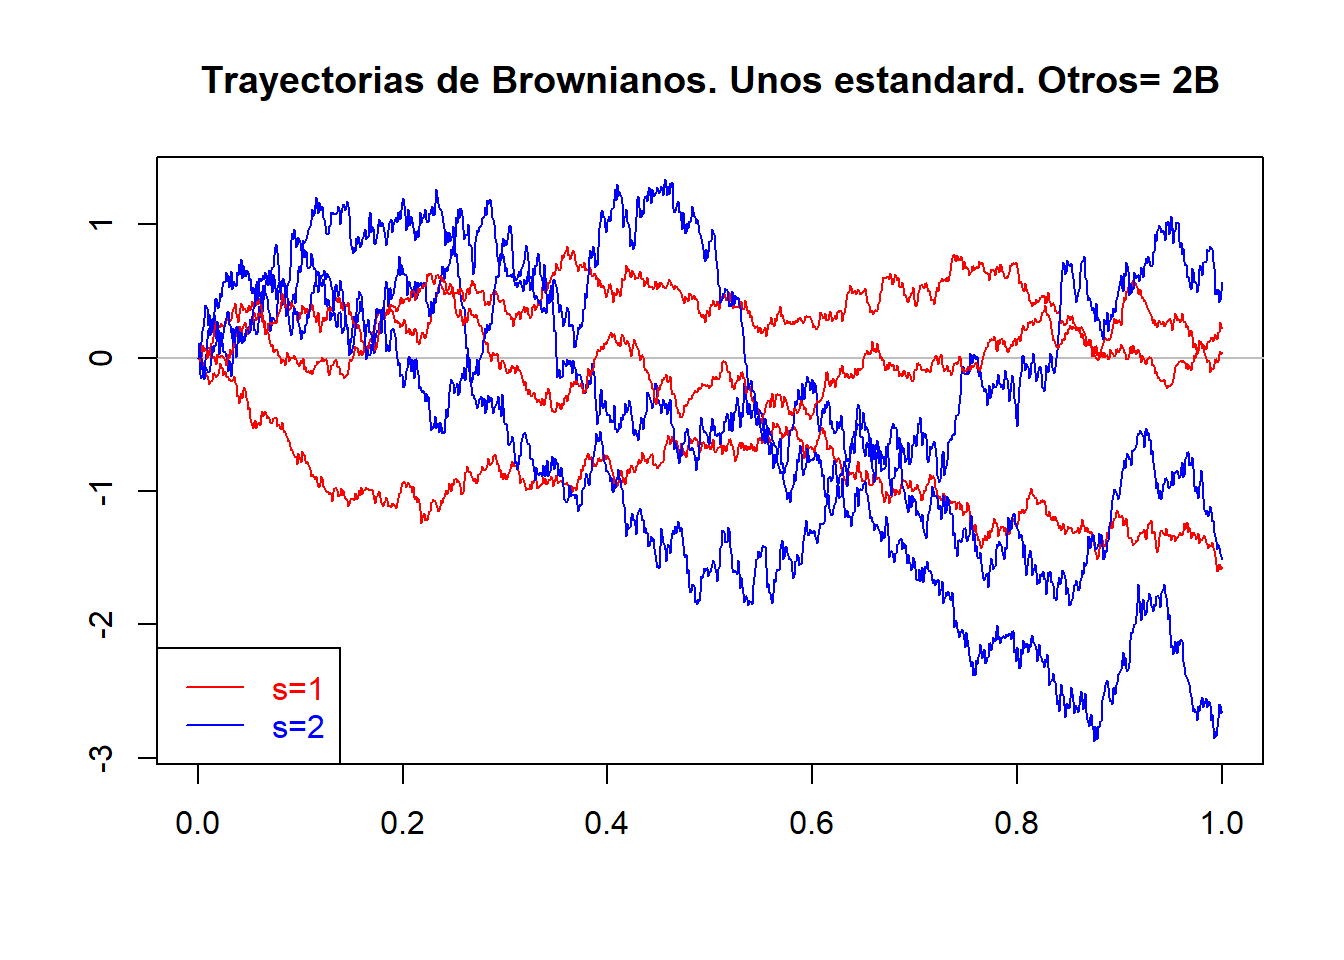 Trayectorias de Brownianos. Unos estandard. Otros= 2B
1
0
-1
-2
-3
s=1
s=2
0.0 0.2 0.4 0.6 0.8 1.0